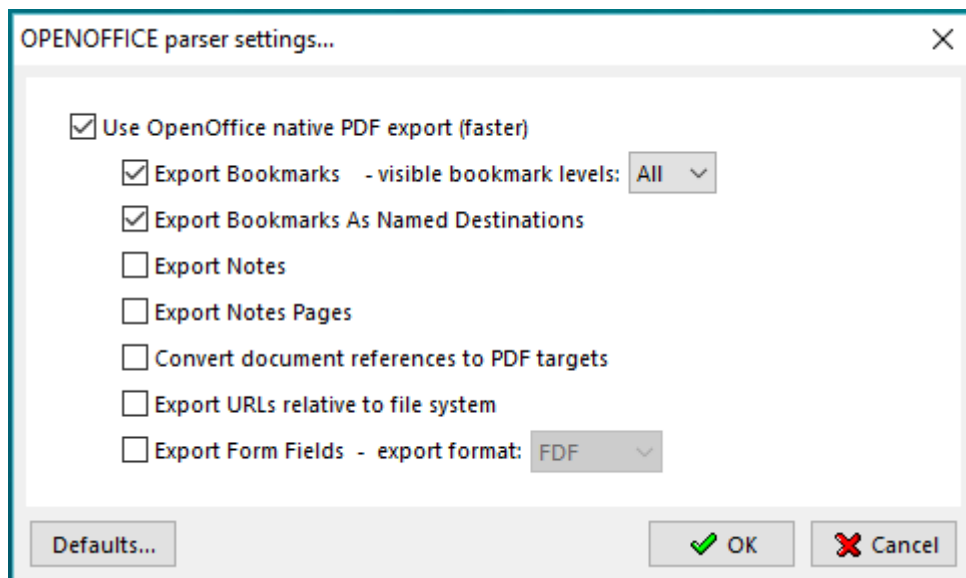 OPENOFFICE parser settings...
Use OpenOffice native PDF export (faster)
Export Bookmarks - visible bookmark levels: All
Export Bookmarks As Named Destinations
Export Notes
Export Notes Pages
Convert document references to PDF targets
Export URLs relative to file system
Export Form Fields - export format: FDF
Defaults... OK Cancel